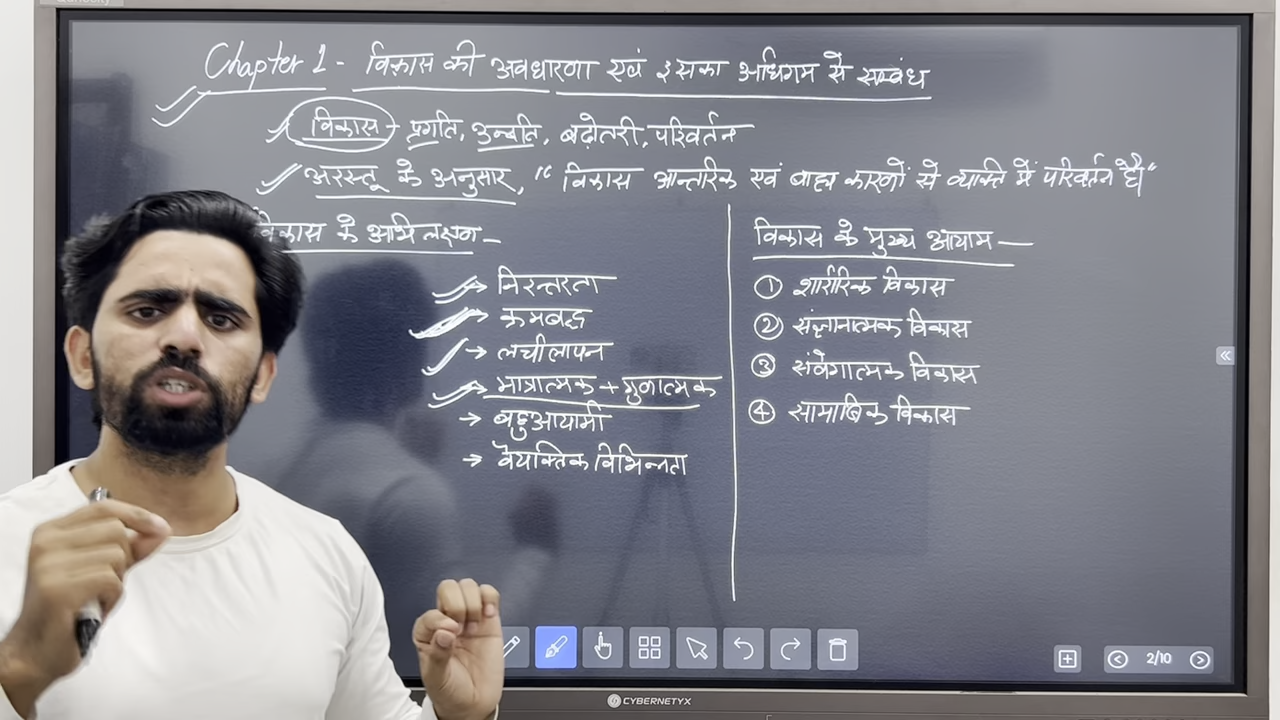 Chapter 1 - विकास की अवधारणा एवं इसका अधिगम से सम्बंध
विकास - प्रगति, उन्नति, बढ़ोतरी, परिवर्तन
अरस्तू के अनुसार, “ विकास आन्तरिक एवं बाह्य कारणों से व्यक्ति में परिवर्तन है”
विकास के अभिलक्षण -
→ निरन्तरता
→ क्रमबद्ध
→ लचीलापन
→ मात्रात्मक + गुणात्मक
→ बहुआयामी
→ वैयक्तिक विभिन्नता
विकास के मुख्य आयाम —
① शारीरिक विकास
② संज्ञानात्मक विकास
③ संवेगात्मक विकास
④ सामाजिक विकास
2/10
CYBERNETYX